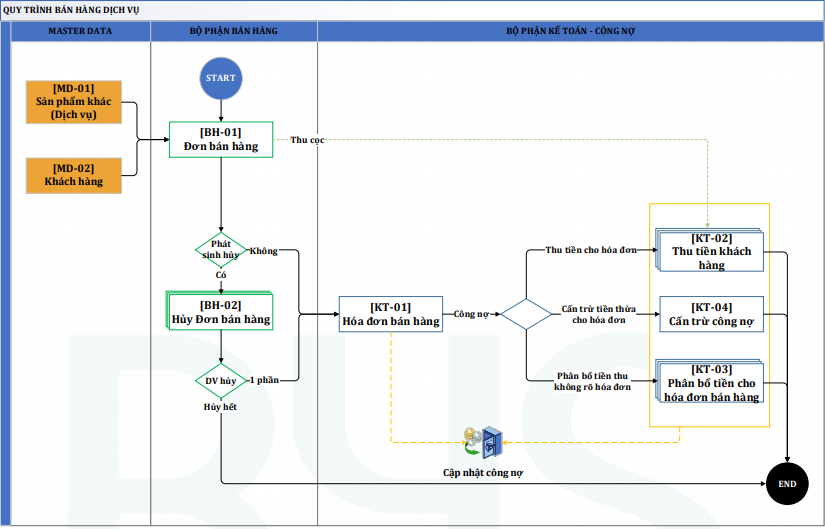 QUY TRÌNH BÁN HÀNG DỊCH VỤ
MASTER DATA
BỘ PHẬN BÁN HÀNG
BỘ PHẬN KẾ TOÁN - CÔNG NỢ
START
[MD-01]
Sản phẩm khác
(Dịch vụ)
[BH-01]
Đơn bán hàng
Thu cọc
[MD-02]
Khách hàng
Phát
sinh hủy
Không
Có
[KT-02]
Thu tiền khách
hàng
Thu tiền cho hóa đơn
[BH-02]
Hủy Đơn bán hàng
[KT-01]
Hóa đơn bán hàng
Công nợ
Cấn trừ tiền thừa
cho hóa đơn
[KT-04]
Cấn trừ công nợ
DV hủy
1 phần
Hủy hết
Phân bổ tiền thu
không rõ hóa đơn
[KT-03]
Phân bổ tiền cho
hóa đơn bán hàng
Cập nhật công nợ
END
BYS